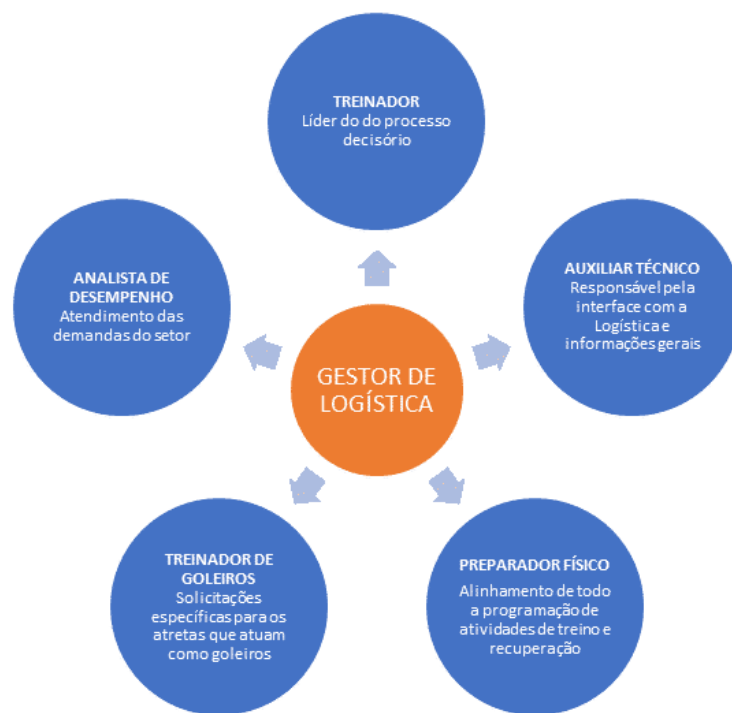 TREINADOR
Líder do do processo
decisório
ANALISTA DE
DESEMPENHO
Atendimento das
demandas do setor
AUXILIAR TÉCNICO
Responsável pela
interface com a
Logística e
informações gerais
GESTOR DE
LOGÍSTICA
TREINADOR DE
GOLEIROS
Solicitações
específicas para os
atretas que atuam
como goleiros
PREPARADOR FÍSICO
Alinhamento de todo
a programação de
atividades de treino e
recuperação